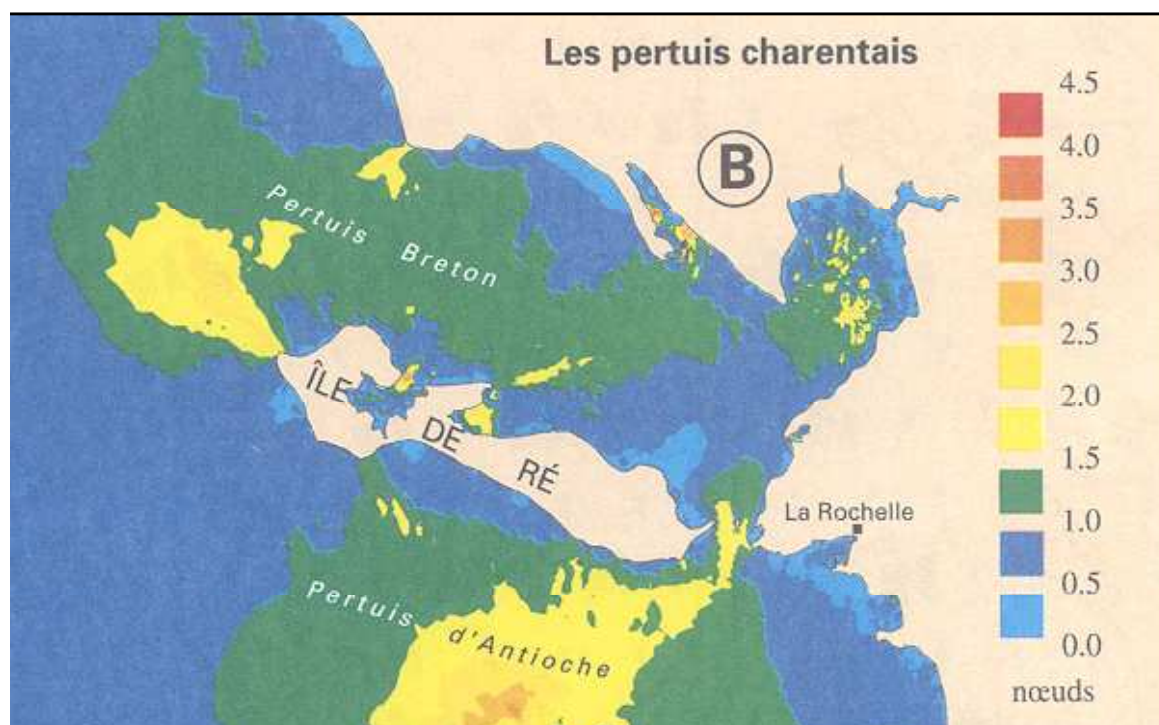 Les pertuis charentais
B
Pertuis Breton
ÎLE DE RÉ
La Rochelle
Pertuis d'Antioche
4.5
4.0
3.5
3.0
2.5
2.0
1.5
1.0
0.5
0.0
nœuds